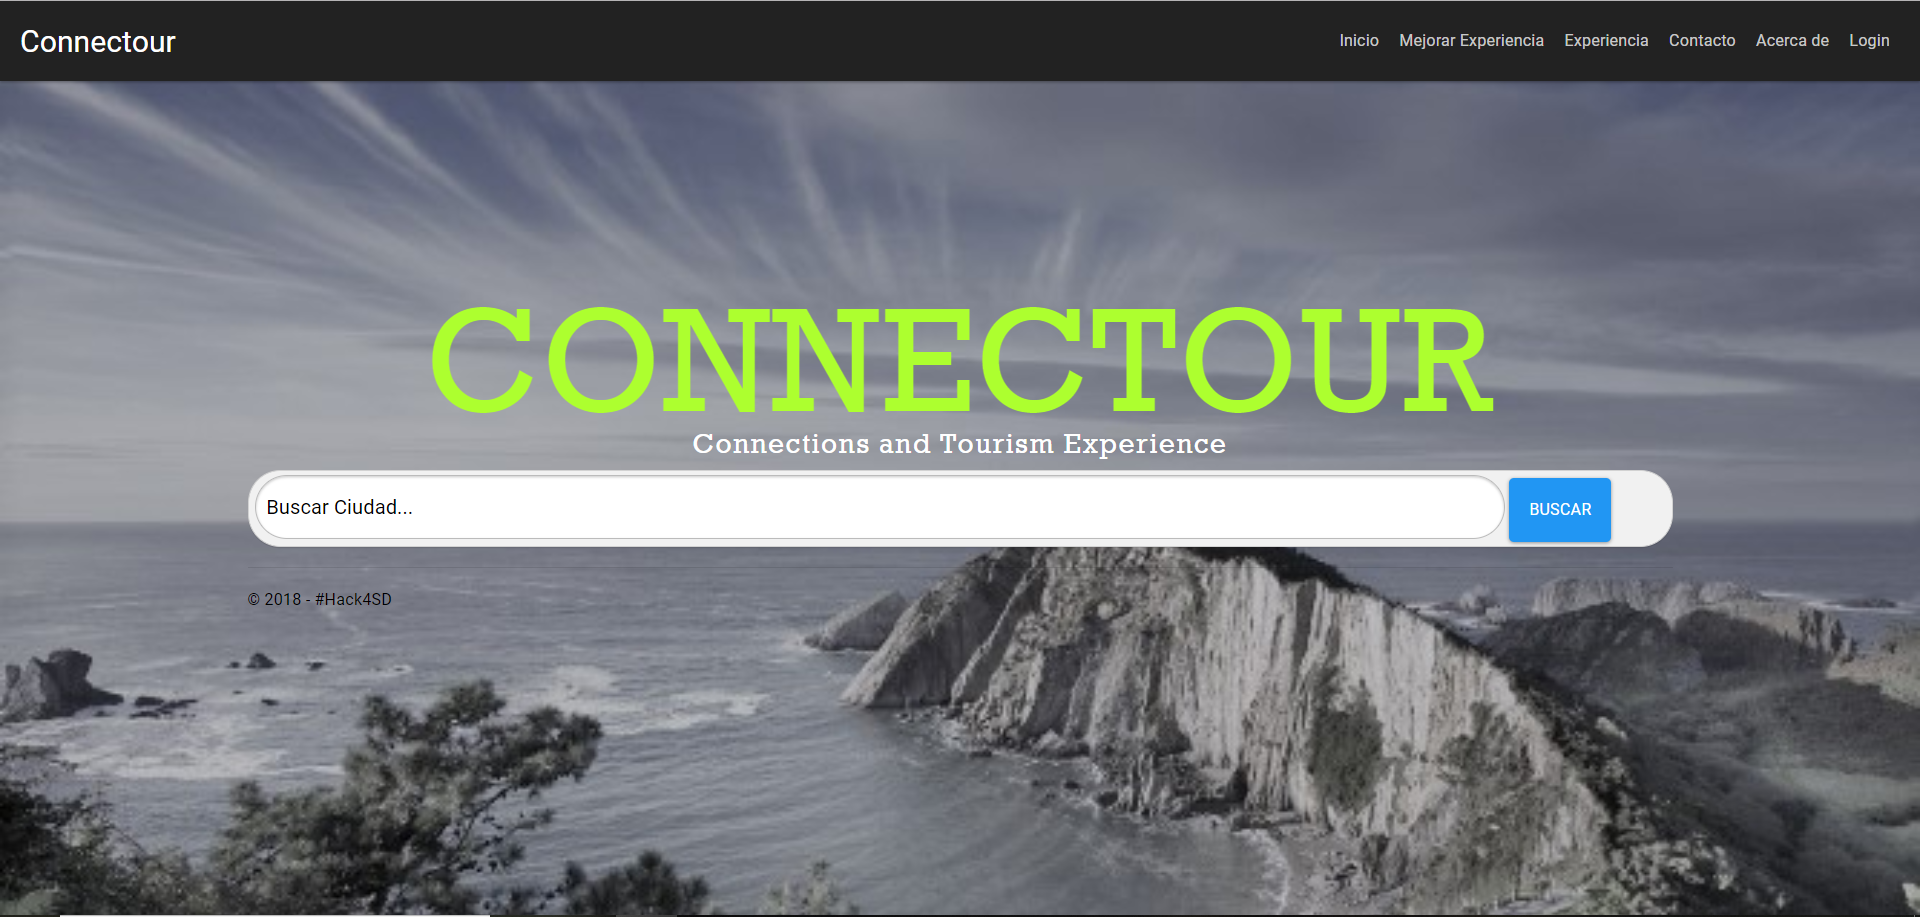 Connectour
Inicio Mejorar Experiencia Experiencia Contacto Acerca de Login
CONNECTOUR
Connections and Tourism Experience
Buscar Ciudad... BUSCAR
© 2018 - #Hack4SD